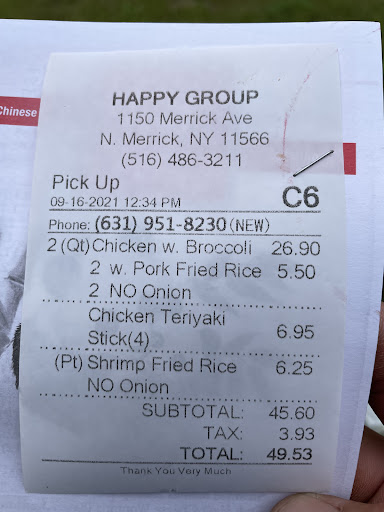 Chinese
HAPPY GROUP
1150 Merrick Ave
N. Merrick, NY 11566
(516) 486-3211
Pick Up
C6
09-16-2021 12:34 PM
Phone: (631) 951-8230(NEW)
2 (Qt) Chicken w. Broccoli 26.90
2 w. Pork Fried Rice 5.50
2 NO Onion
Chicken Teriyaki
Stick(4) 6.95
(Pt) Shrimp Fried Rice 6.25
NO Onion
SUBTOTAL: 45.60
TAX: 3.93
TOTAL: 49.53
Thank You Very Much